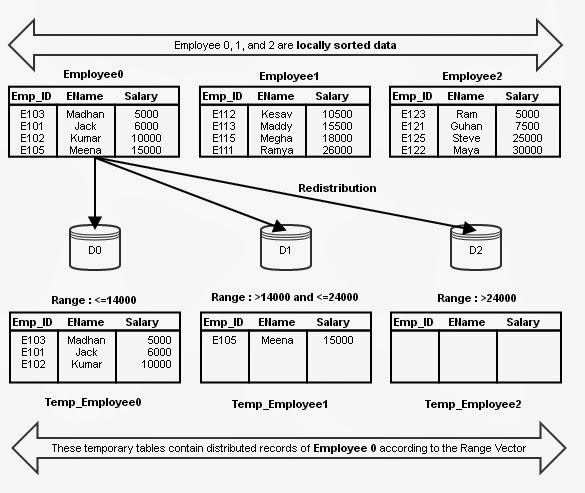 Employee 0, 1, and 2 are locally sorted data
Employee0 Employee1 Employee2
Emp_ID EName Salary Emp_ID EName Salary Emp_ID EName Salary
E103 Madhan 5000 E112 Kesav 10500 E123 Ram 5000
E101 Jack 6000 E113 Maddy 15500 E121 Guhan 7500
E102 Kumar 10000 E115 Megha 18000 E125 Steve 25000
E105 Meena 15000 E111 Ramya 26000 E122 Maya 30000
Redistribution
D0 D1 D2
Range : <=14000 Range : >14000 and <=24000 Range : >24000
Emp_ID EName Salary Emp_ID EName Salary Emp_ID EName Salary
E103 Madhan 5000 E105 Meena 15000
E101 Jack 6000
E102 Kumar 10000
Temp_Employee0 Temp_Employee1 Temp_Employee2
These temporary tables contain distributed records of Employee 0 according to the Range Vector